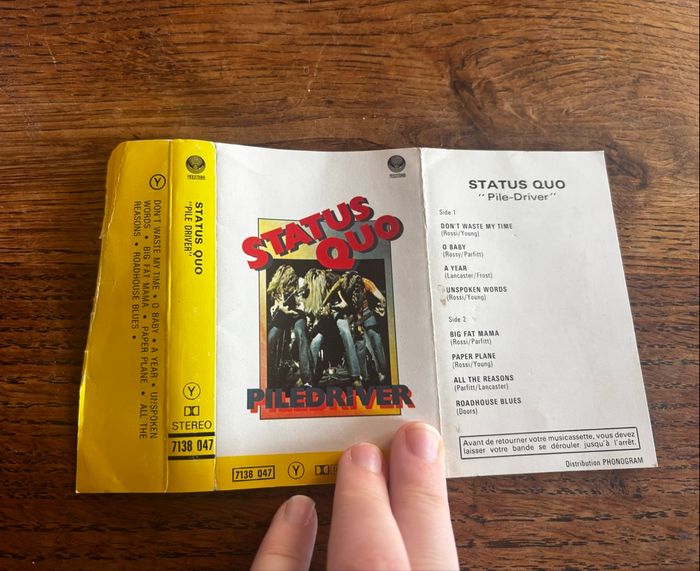 Y
DON'T WASTE MY TIME • O BABY • A YEAR • UNSPOKEN
WORDS • BIG FAT MAMA • PAPER PLANE • ALL THE
REASONS • ROADHOUSE BLUES •
STATUS QUO
"PILE DRIVER"
Y
STEREO
7138 047
STATUS
QUO
PILEDRIVER
7138 047
Y
STATUS QUO
"Pile-Driver"
Side 1
DON'T WASTE MY TIME
(Rossi/Young)
O BABY
(Rossy/Parfitt)
A YEAR
(Lancaster/Frost)
UNSPOKEN WORDS
(Rossi/Young)
Side 2
BIG FAT MAMA
(Rossi/Parfitt)
PAPER PLANE
(Rossi/Young)
ALL THE REASONS
(Parfitt/Lancaster)
ROADHOUSE BLUES
(Doors)
Avant de retourner votre musicassette, vous devez
laisser votre bande se dérouler jusqu'à l'arrêt.
Distribution PHONOGRAM